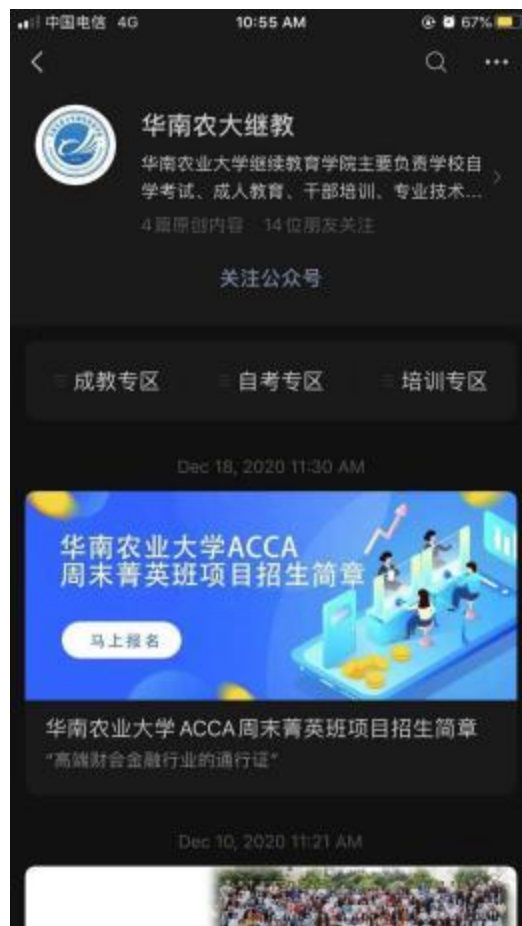 中国电信 4G 10:55 AM 67%
华南农大继教
华南农业大学继续教育学院主要负责学校自
学考试、成人教育、干部培训、专业技术...
4篇原创内容 14位朋友关注
关注公众号
成教专区 自考专区 培训专区
Dec 18, 2020 11:30 AM
华南农业大学ACCA
周末菁英班项目招生简章
马上报名
华南农业大学 ACCA 周末菁英班项目招生简章
“高端财会金融行业的通行证”
Dec 10, 2020 11:21 AM